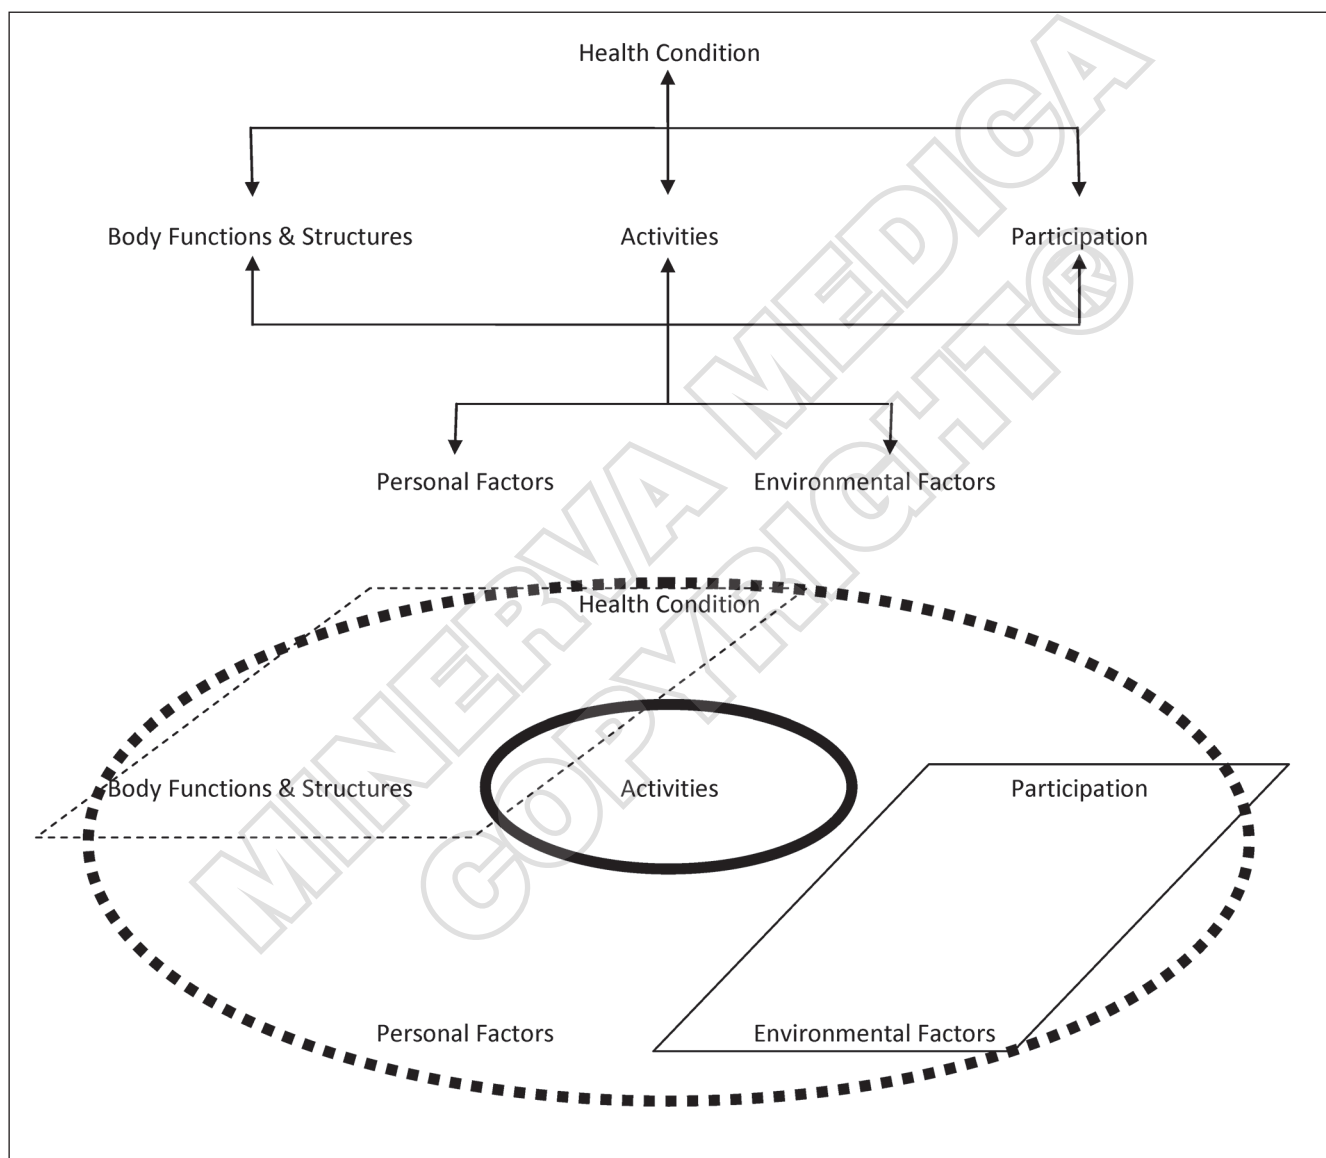 Health Condition
Body Functions & Structures Activities Participation
Personal Factors Environmental Factors
Health Condition
Body Functions & Structures Activities Participation
Personal Factors Environmental Factors
MINERVA MEDICA
COPYRIGHT®